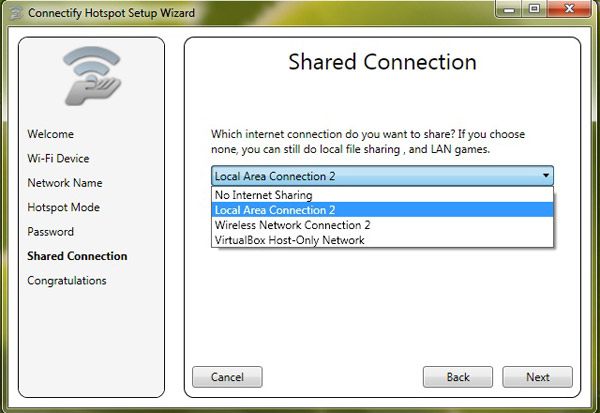 Connectify Hotspot Setup Wizard
Welcome
Wi-Fi Device
Network Name
Hotspot Mode
Password
Shared Connection
Congratulations
Shared Connection
Which internet connection do you want to share? If you choose
none, you can still do local file sharing , and LAN games.
Local Area Connection 2
No Internet Sharing
Local Area Connection 2
Wireless Network Connection 2
VirtualBox Host-Only Network
Cancel
Back
Next